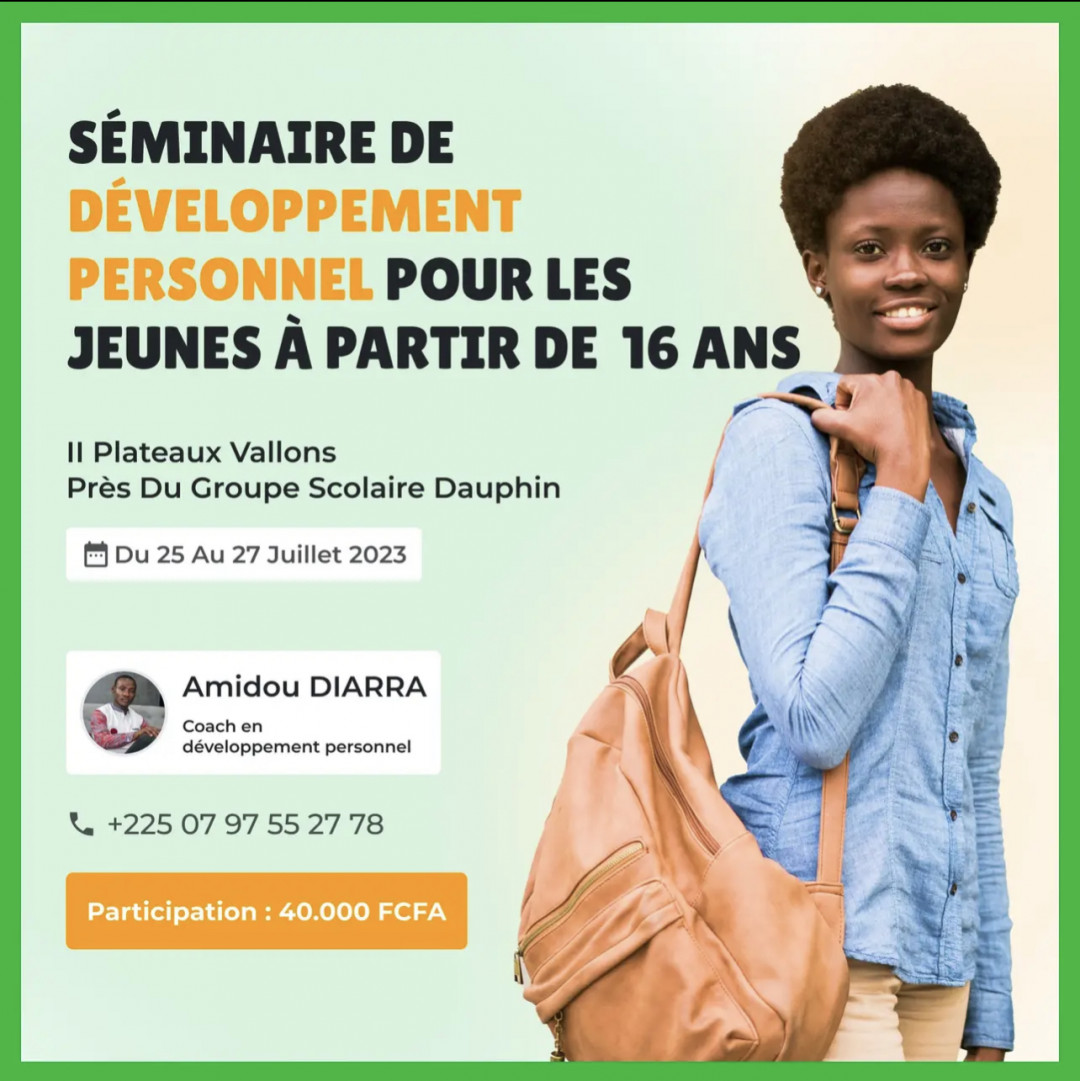 SÉMINAIRE DE
DÉVELOPPEMENT
PERSONNEL POUR LES
JEUNES À PARTIR DE 16 ANS
II Plateaux Vallons
Près Du Groupe Scolaire Dauphin
Du 25 Au 27 Juillet 2023
Amidou DIARRA
Coach en
développement personnel
+225 07 97 55 27 78
Participation : 40.000 FCFA